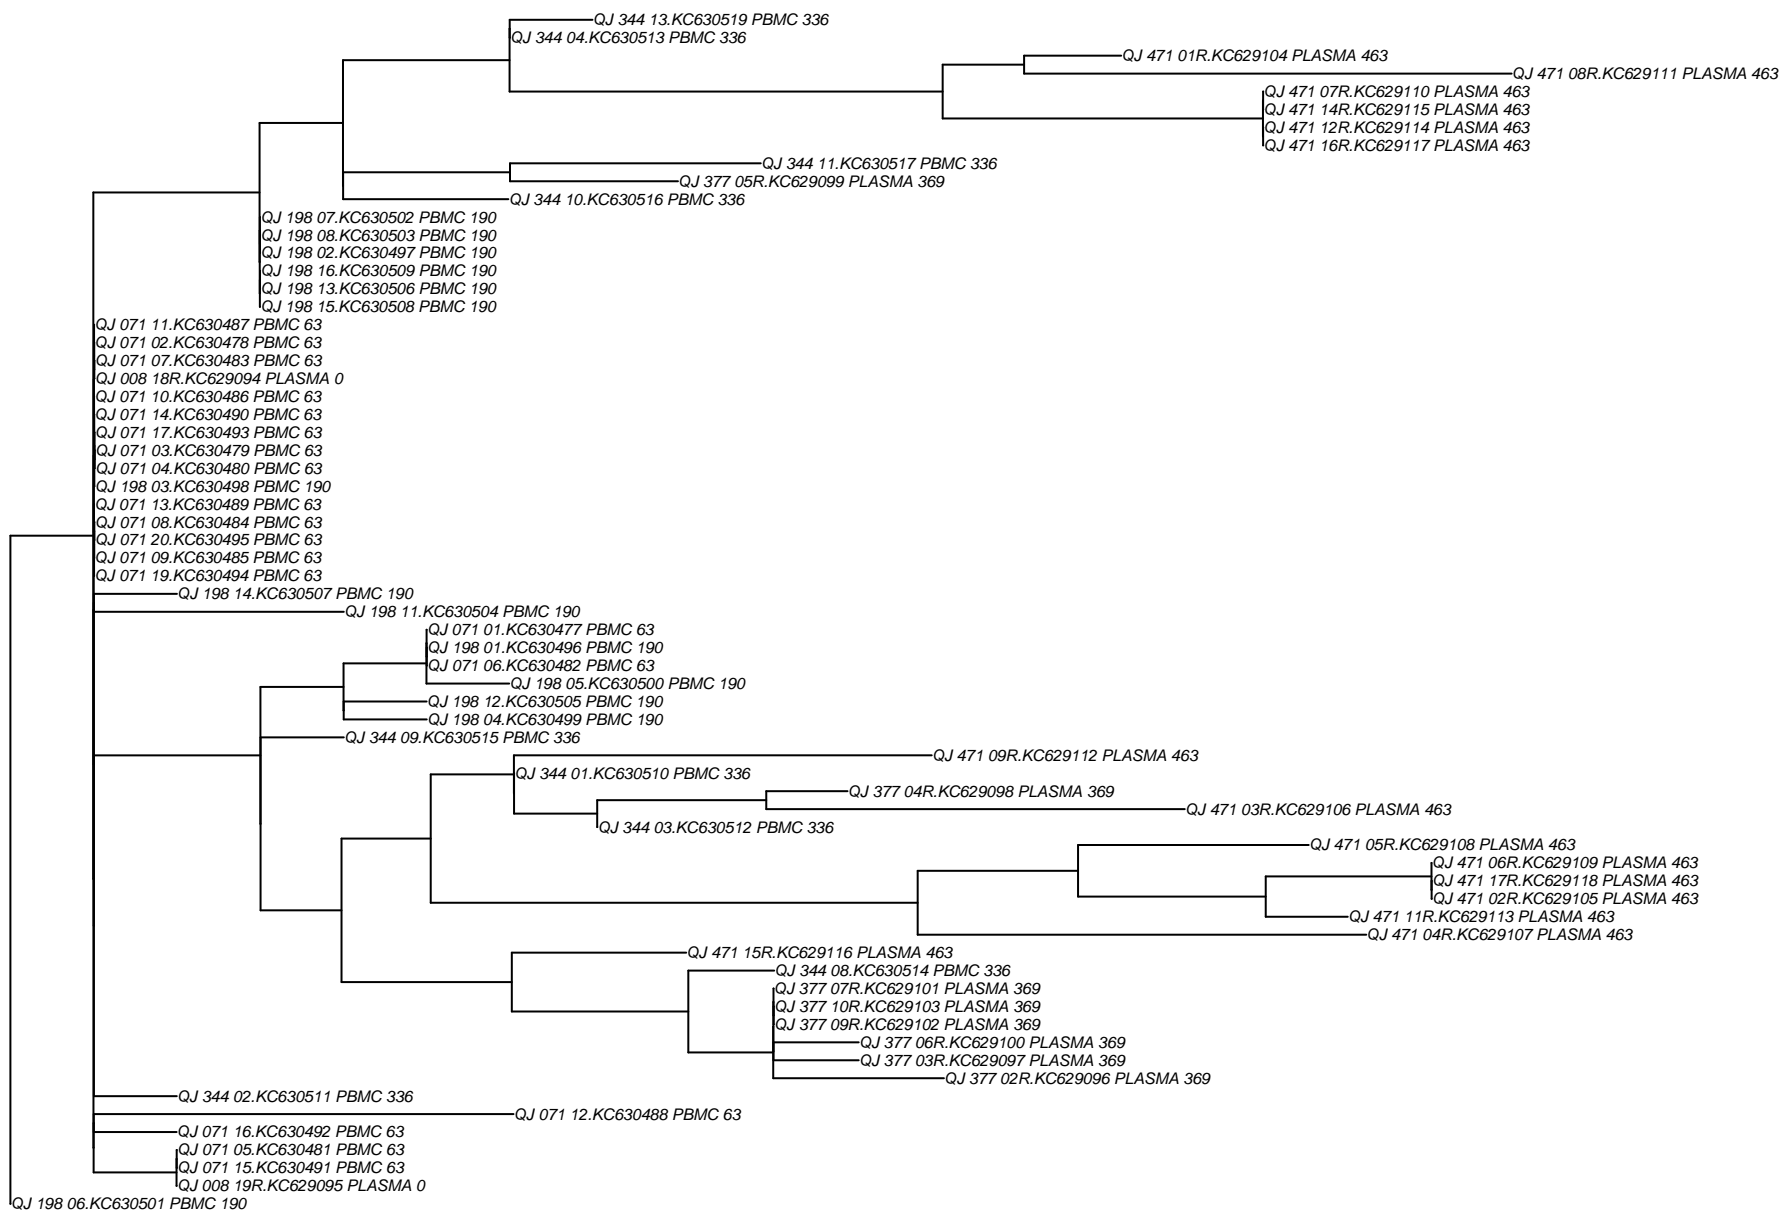 QJ 344 13.KC630519 PBMC 336
QJ 344 04.KC630513 PBMC 336
QJ 471 01R.KC629104 PLASMA 463
QJ 471 08R.KC629111 PLASMA 463
QJ 471 07R.KC629110 PLASMA 463
QJ 471 14R.KC629115 PLASMA 463
QJ 471 12R.KC629114 PLASMA 463
QJ 471 16R.KC629117 PLASMA 463
QJ 344 11.KC630517 PBMC 336
QJ 377 05R.KC629099 PLASMA 369
QJ 344 10.KC630516 PBMC 336
QJ 198 07.KC630502 PBMC 190
QJ 198 08.KC630503 PBMC 190
QJ 198 02.KC630497 PBMC 190
QJ 198 16.KC630509 PBMC 190
QJ 198 13.KC630506 PBMC 190
QJ 198 15.KC630508 PBMC 190
QJ 071 11.KC630487 PBMC 63
QJ 071 02.KC630478 PBMC 63
QJ 071 07.KC630483 PBMC 63
QJ 008 18R.KC629094 PLASMA 0
QJ 071 10.KC630486 PBMC 63
QJ 071 14.KC630490 PBMC 63
QJ 071 17.KC630493 PBMC 63
QJ 071 03.KC630479 PBMC 63
QJ 071 04.KC630480 PBMC 63
QJ 198 03.KC630498 PBMC 190
QJ 071 13.KC630489 PBMC 63
QJ 071 08.KC630484 PBMC 63
QJ 071 20.KC630495 PBMC 63
QJ 071 09.KC630485 PBMC 63
QJ 071 19.KC630494 PBMC 63
QJ 198 14.KC630507 PBMC 190
QJ 198 11.KC630504 PBMC 190
QJ 071 01.KC630477 PBMC 63
QJ 198 01.KC630496 PBMC 190
QJ 071 06.KC630482 PBMC 63
QJ 198 05.KC630500 PBMC 190
QJ 198 12.KC630505 PBMC 190
QJ 198 04.KC630499 PBMC 190
QJ 344 09.KC630515 PBMC 336
QJ 471 09R.KC629112 PLASMA 463
QJ 344 01.KC630510 PBMC 336
QJ 377 04R.KC629098 PLASMA 369
QJ 471 03R.KC629106 PLASMA 463
QJ 344 03.KC630512 PBMC 336
QJ 471 05R.KC629108 PLASMA 463
QJ 471 06R.KC629109 PLASMA 463
QJ 471 17R.KC629118 PLASMA 463
QJ 471 02R.KC629105 PLASMA 463
QJ 471 11R.KC629113 PLASMA 463
QJ 471 04R.KC629107 PLASMA 463
QJ 471 15R.KC629116 PLASMA 463
QJ 344 08.KC630514 PBMC 336
QJ 377 07R.KC629101 PLASMA 369
QJ 377 10R.KC629103 PLASMA 369
QJ 377 09R.KC629102 PLASMA 369
QJ 377 06R.KC629100 PLASMA 369
QJ 377 03R.KC629097 PLASMA 369
QJ 377 02R.KC629096 PLASMA 369
QJ 344 02.KC630511 PBMC 336
QJ 071 12.KC630488 PBMC 63
QJ 071 16.KC630492 PBMC 63
QJ 071 05.KC630481 PBMC 63
QJ 071 15.KC630491 PBMC 63
QJ 008 19R.KC629095 PLASMA 0
QJ 198 06.KC630501 PBMC 190